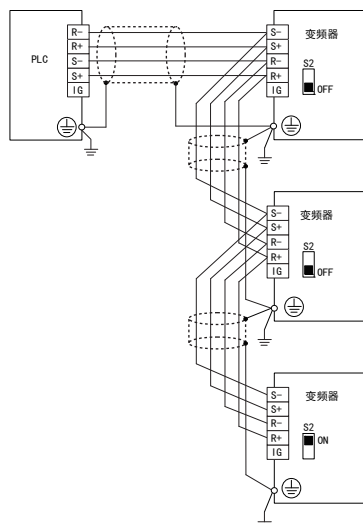 PLC
R-
R+
S-
S+
IG
S-
S+
R-
R+
IG
变频器
S2
OFF
S-
S+
R-
R+
IG
变频器
S2
OFF
S-
S+
R-
R+
IG
变频器
S2
ON